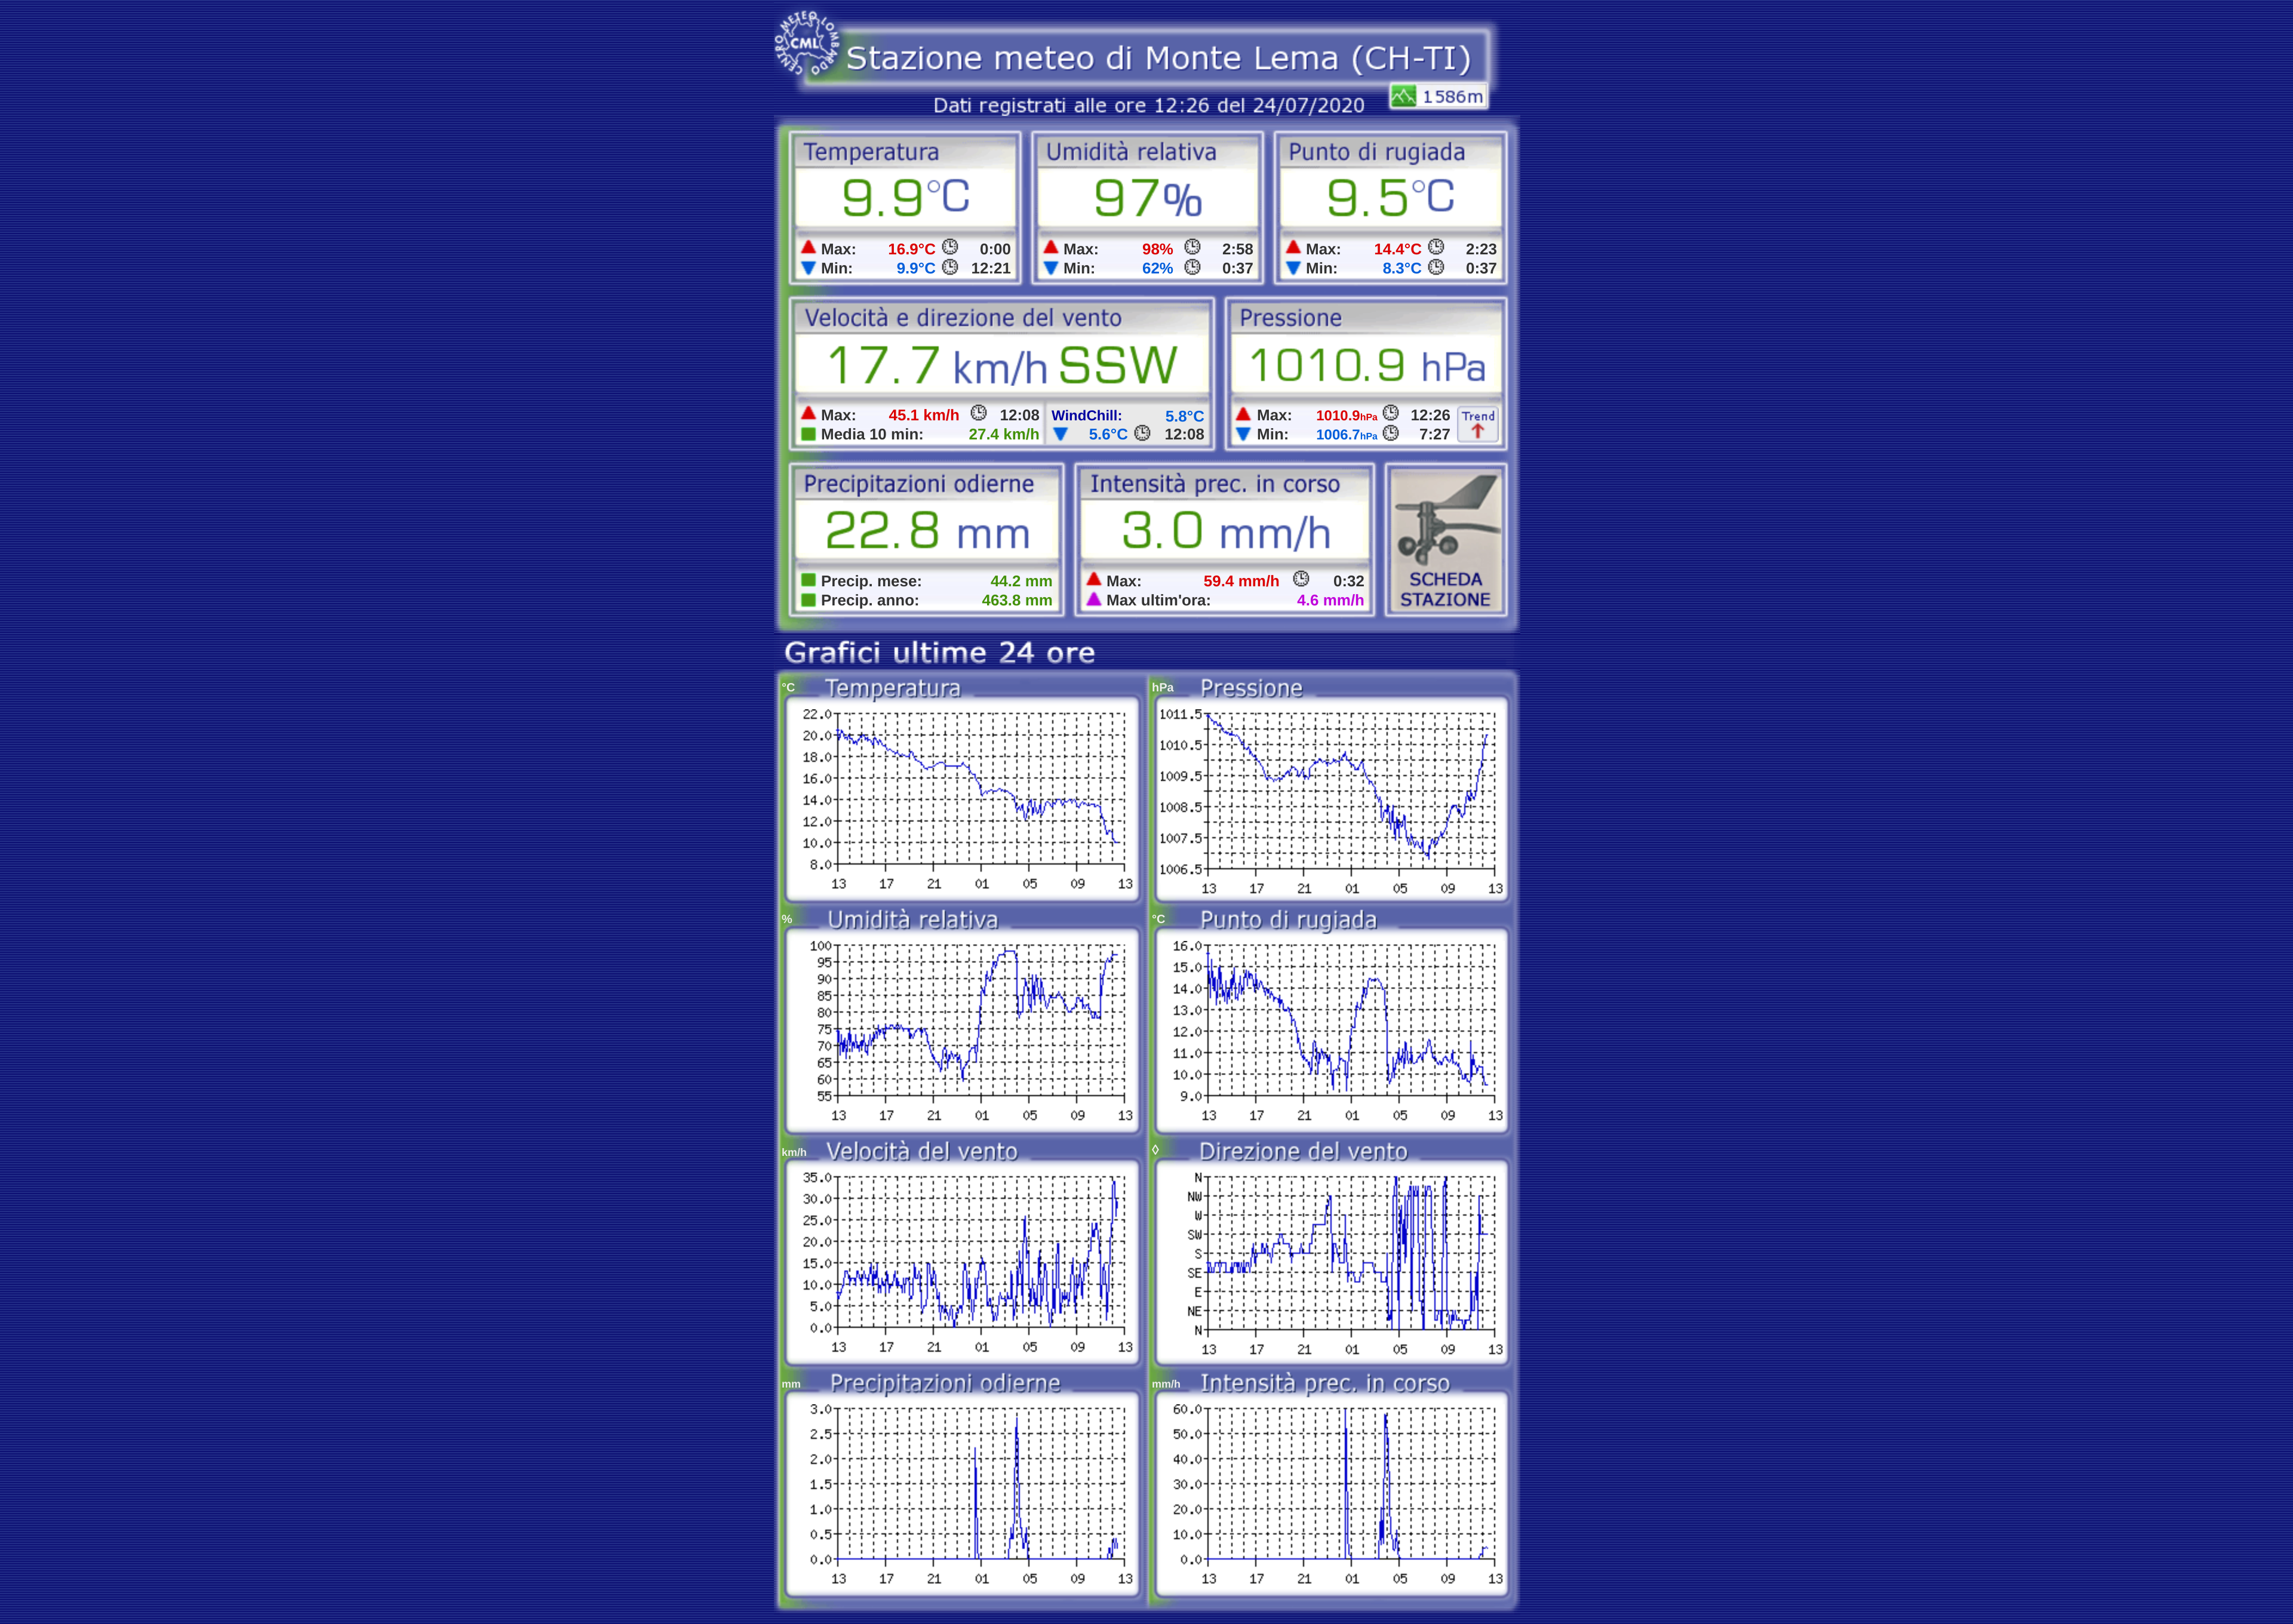 CENTRO METEO LOMBARDO
CML
Stazione meteo di Monte Lema (CH-TI)
1586m
Dati registrati alle ore 12:26 del 24/07/2020
Temperatura Umidità relativa Punto di rugiada
9.9°C 97% 9.5°C
Max: 16.9°C 0:00 Max: 98% 2:58 Max: 14.4°C 2:23
Min: 9.9°C 12:21 Min: 62% 0:37 Min: 8.3°C 0:37
Velocità e direzione del vento Pressione
17.7 km/h SSW 1010.9 hPa
Max: 45.1 km/h 12:08 WindChill: 5.8°C Max: 1010.9hPa 12:26 Trend
Media 10 min: 27.4 km/h 5.6°C 12:08 Min: 1006.7hPa 7:27
Precipitazioni odierne Intensità prec. in corso
22.8 mm 3.0 mm/h
Precip. mese: 44.2 mm Max: 59.4 mm/h 0:32 SCHEDA
Precip. anno: 463.8 mm Max ultim'ora: 4.6 mm/h STAZIONE
Grafici ultime 24 ore
°C Temperatura
22.0
20.0
18.0
16.0
14.0
12.0
10.0
8.0
13 17 21 01 05 09 13
hPa Pressione
1011.5
1010.5
1009.5
1008.5
1007.5
1006.5
13 17 21 01 05 09 13
% Umidità relativa
100
95
90
85
80
75
70
65
60
55
13 17 21 01 05 09 13
°C Punto di rugiada
16.0
15.0
14.0
13.0
12.0
11.0
10.0
9.0
13 17 21 01 05 09 13
km/h Velocità del vento
35.0
30.0
25.0
20.0
15.0
10.0
5.0
0.0
13 17 21 01 05 09 13
◊ Direzione del vento
N
NW
W
SW
S
SE
E
NE
N
13 17 21 01 05 09 13
mm Precipitazioni odierne
3.0
2.5
2.0
1.5
1.0
0.5
0.0
13 17 21 01 05 09 13
mm/h Intensità prec. in corso
60.0
50.0
40.0
30.0
20.0
10.0
0.0
13 17 21 01 05 09 13